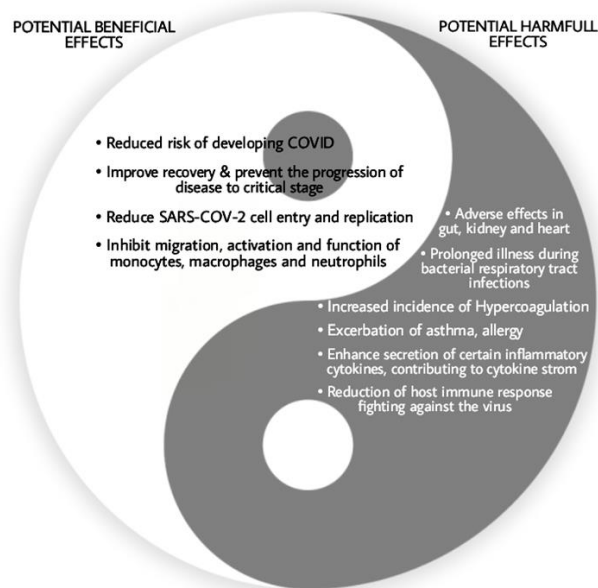 POTENTIAL BENEFICIAL
EFFECTS
POTENTIAL HARMFULL
EFFECTS
• Reduced risk of developing COVID
• Improve recovery & prevent the progression of
disease to critical stage
• Reduce SARS-COV-2 cell entry and replication
• Inhibit migration, activation and function of
monocytes, macrophages and neutrophils
• Adverse effects in
gut, kidney and heart
• Prolonged illness during
bacterial respiratory tract
infections
• Increased incidence of Hypercoagulation
• Excerbation of asthma, allergy
• Enhance secretion of certain inflammatory
cytokines, contributing to cytokine strom
• Reduction of host immune response
fighting against the virus